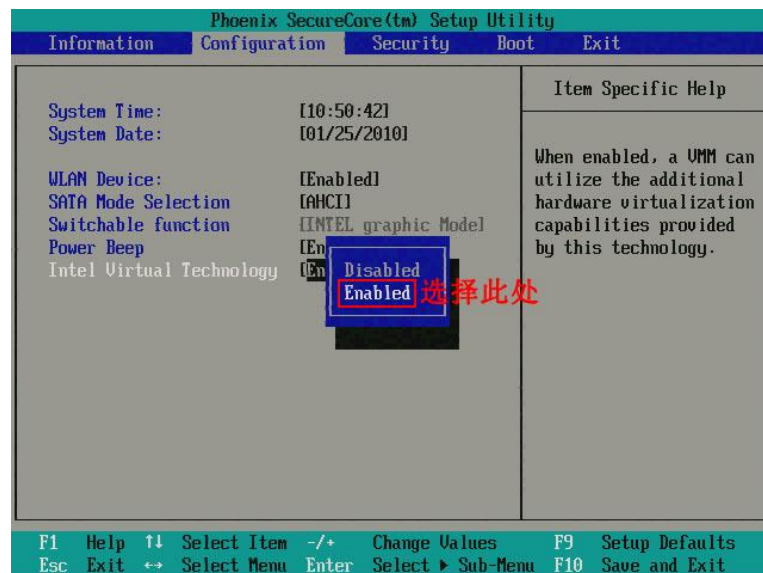 Phoenix SecureCore(tm) Setup Utility
Information Configuration Security Boot Exit
Item Specific Help
System Time: [10:50:42]
System Date: [01/25/2010]
WLAN Device: [Enabled]
SATA Mode Selection [AHCI]
Switchable function [INTEL graphic Mode]
Power Beep [En
Intel Virtual Technology [En
Disabled
Enabled 选择此处
When enabled, a VMM can
utilize the additional
hardware virtualization
capabilities provided
by this technology.
F1 Help ↑↓ Select Item -/+ Change Values F9 Setup Defaults
Esc Exit ↔ Select Menu Enter Select ▶ Sub-Menu F10 Save and Exit